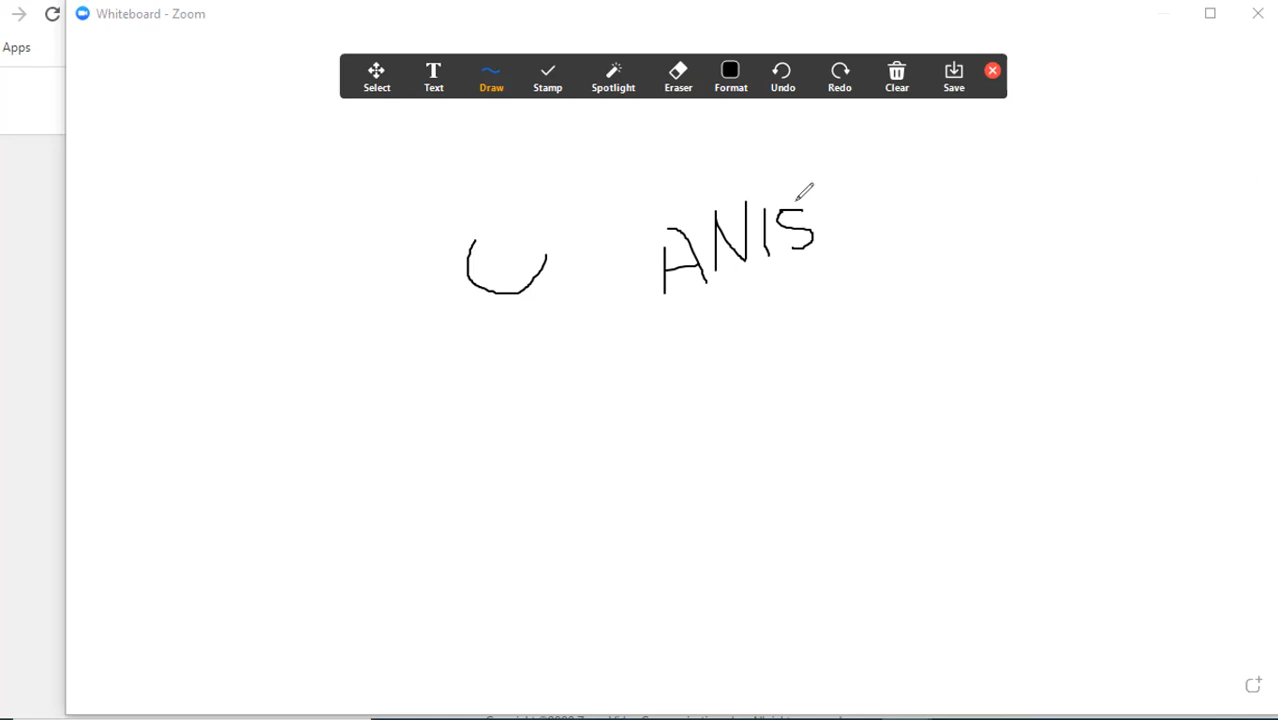 Whiteboard - Zoom
Apps
Select Text Draw Stamp Spotlight Eraser Format Undo Redo Clear Save
T
U ANIS